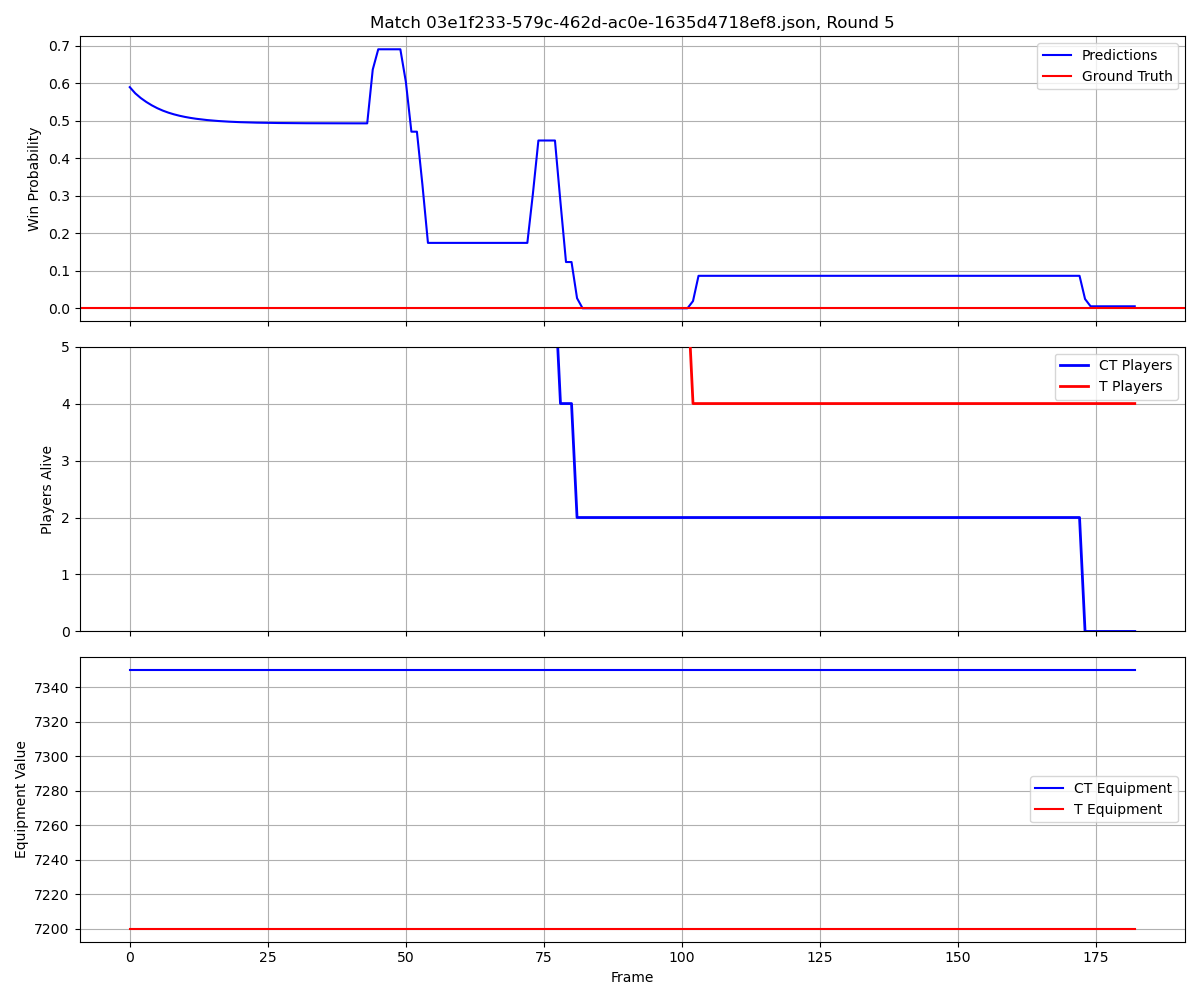 Match 03e1f233-579c-462d-ac0e-1635d4718ef8.json, Round 5
Win Probability
0.7
0.6
0.5
0.4
0.3
0.2
0.1
0.0
Predictions
Ground Truth
Players Alive
5
4
3
2
1
0
CT Players
T Players
Equipment Value
7340
7320
7300
7280
7260
7240
7220
7200
CT Equipment
T Equipment
0 25 50 75 100 125 150 175
Frame